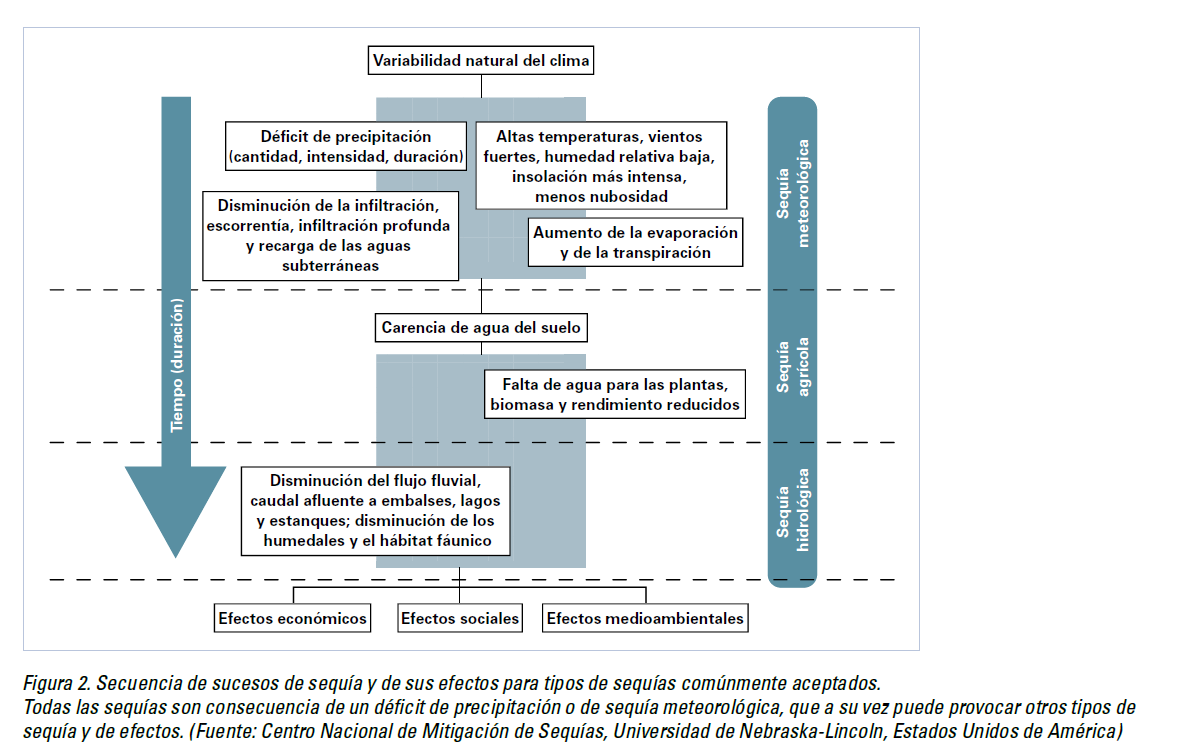 Variabilidad natural del clima
Déficit de precipitación
(cantidad, intensidad, duración)
Altas temperaturas, vientos
fuertes, humedad relativa baja,
insolación más intensa,
menos nubosidad
Disminución de la infiltración,
escorrentía, infiltración profunda
y recarga de las aguas
subterráneas
Aumento de la evaporación
y de la transpiración
Sequía
meteorológica
Tiempo (duración)
Carencia de agua del suelo
Falta de agua para las plantas,
biomasa y rendimiento reducidos
Sequía
agrícola
Disminución del flujo fluvial,
caudal afluente a embalses, lagos
y estanques; disminución de los
humedales y el hábitat fáunico
Sequía
hidrológica
Efectos económicos
Efectos sociales
Efectos medioambientales
Figura 2. Secuencia de sucesos de sequía y de sus efectos para tipos de sequías comúnmente aceptados.
Todas las sequías son consecuencia de un déficit de precipitación o de sequía meteorológica, que a su vez puede provocar otros tipos de
sequía y de efectos. (Fuente: Centro Nacional de Mitigación de Sequías, Universidad de Nebraska-Lincoln, Estados Unidos de América)